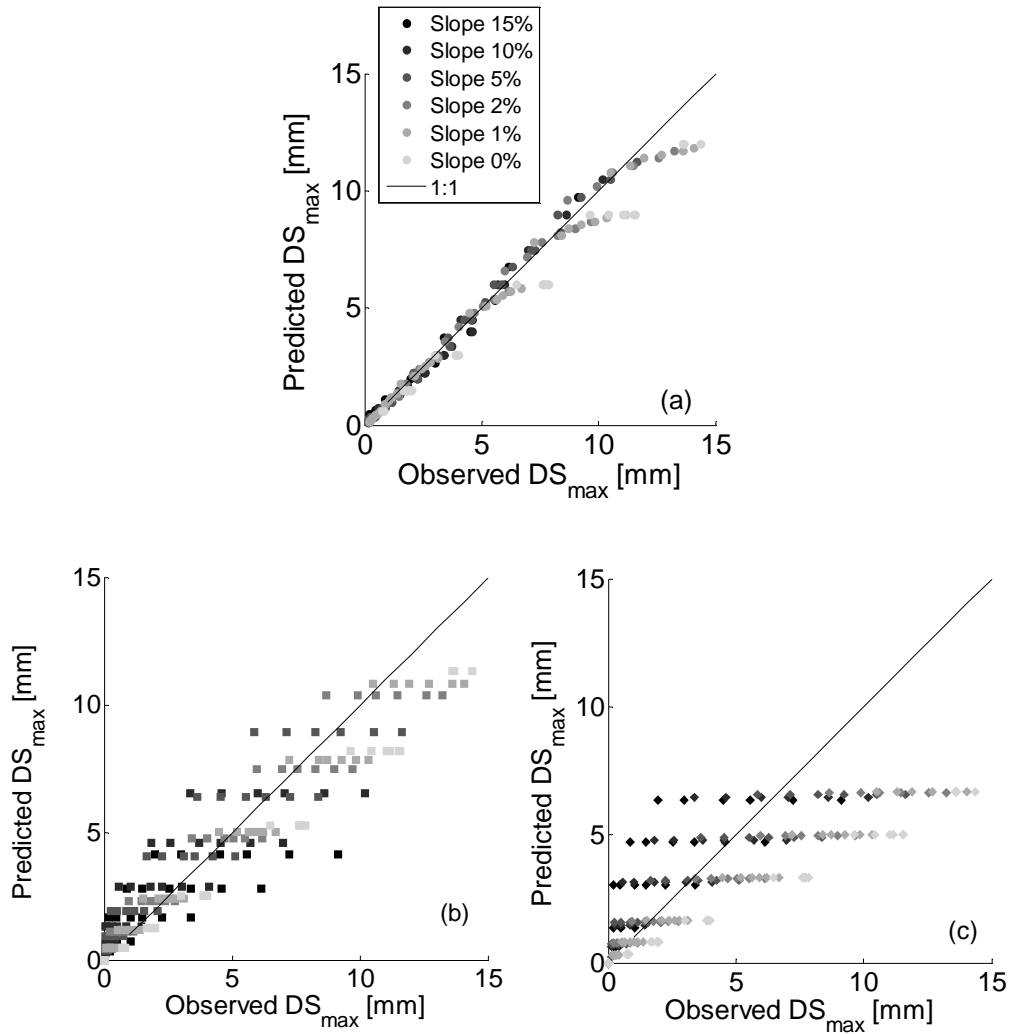 Slope 15%
Slope 10%
Slope 5%
Slope 2%
Slope 1%
Slope 0%
1:1
15
10
5
0
Predicted DSmax [mm]
0 5 10 15
Observed DSmax [mm]
(a)
15
10
5
0
Predicted DSmax [mm]
0 5 10 15
Observed DSmax [mm]
(b)
15
10
5
0
Predicted DSmax [mm]
0 5 10 15
Observed DSmax [mm]
(c)